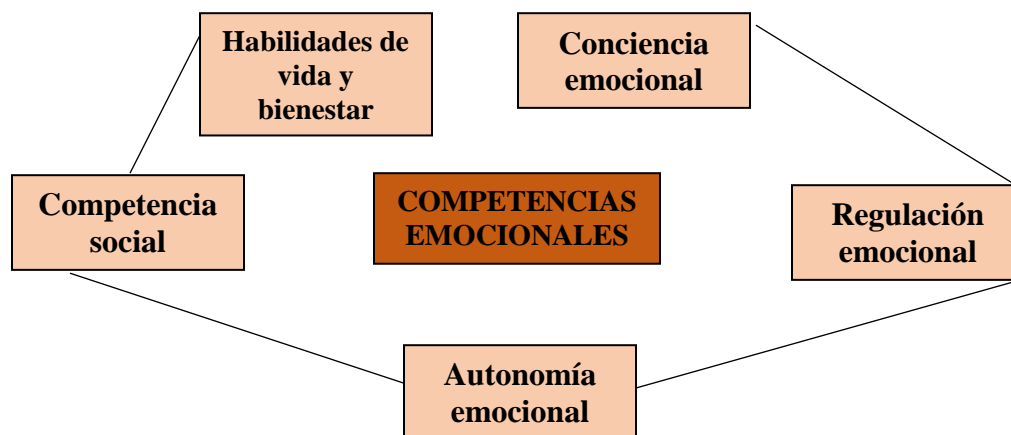 Habilidades de
vida y
bienestar
Conciencia
emocional
Competencia
social
COMPETENCIAS
EMOCIONALES
Regulación
emocional
Autonomía
emocional